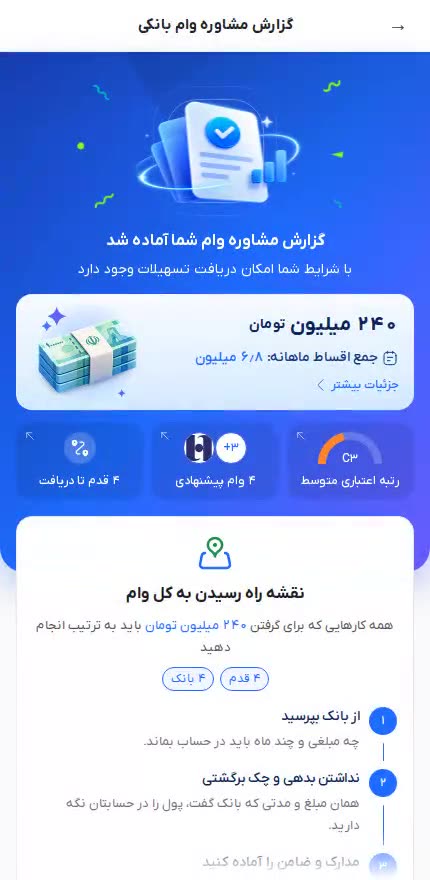 گزارش مشاوره وام بانکی →
گزارش مشاوره وام شما آماده شد
با شرایط شما امکان دریافت تسهیلات وجود دارد
۲۴۰ میلیون تومان
جمع اقساط ماهانه: ۶٫۸ میلیون
جزئیات بیشتر
C۳
رتبه اعتباری متوسط
+۳
۴ وام پیشنهادی
۴ قدم تا دریافت
نقشه راه رسیدن به کل وام
همه کارهایی که برای گرفتن ۲۴۰ میلیون تومان باید به ترتیب انجام
دهید
۴ قدم
۴ بانک
۱
از بانک بپرسید
چه مبلغی و چند ماه باید در حساب بماند.
۲
نداشتن بدهی و چک برگشتی
همان مبلغ و مدتی که بانک گفت، پول را در حسابتان نگه
دارید.
۳
مدارک و ضامن را آماده کنید